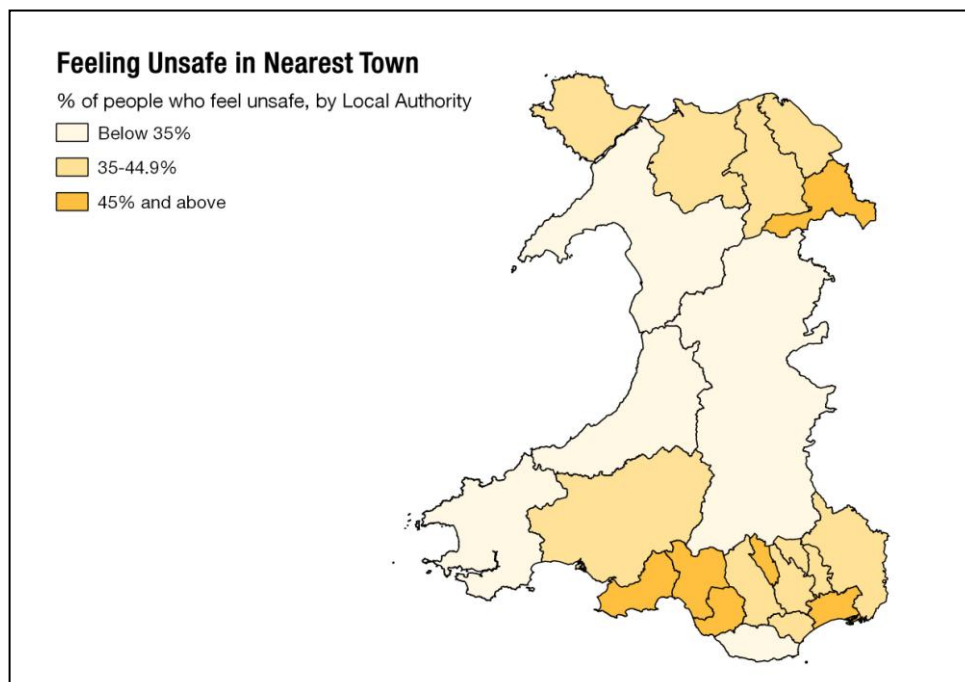 Feeling Unsafe in Nearest Town
% of people who feel unsafe, by Local Authority
Below 35%
35-44.9%
45% and above